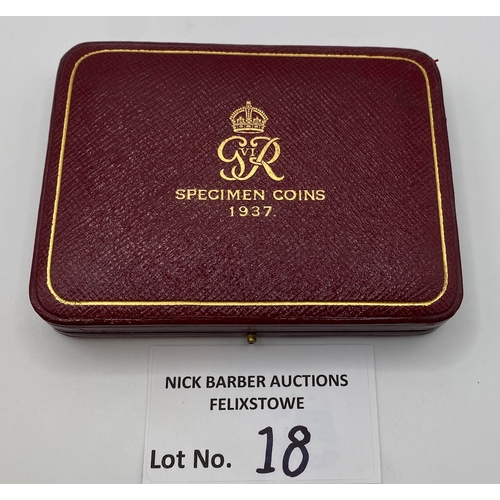 GVIR
SPECIMEN COINS
1937
NICK BARBER AUCTIONS
FELIXSTOWE
Lot No. 18